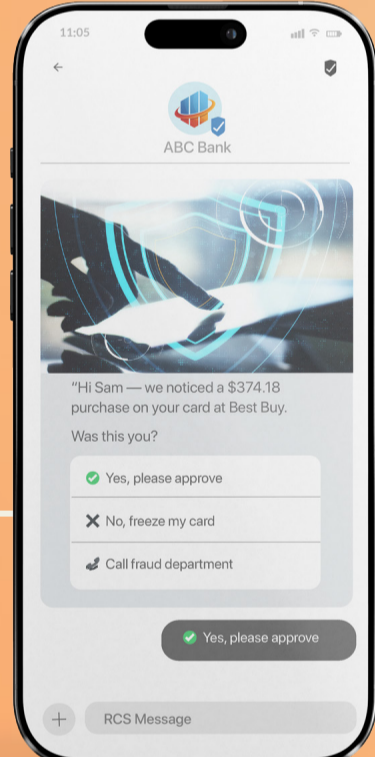 11:05
ABC Bank
“Hi Sam — we noticed a $374.18
purchase on your card at Best Buy.
Was this you?
Yes, please approve
No, freeze my card
Call fraud department
Yes, please approve
RCS Message